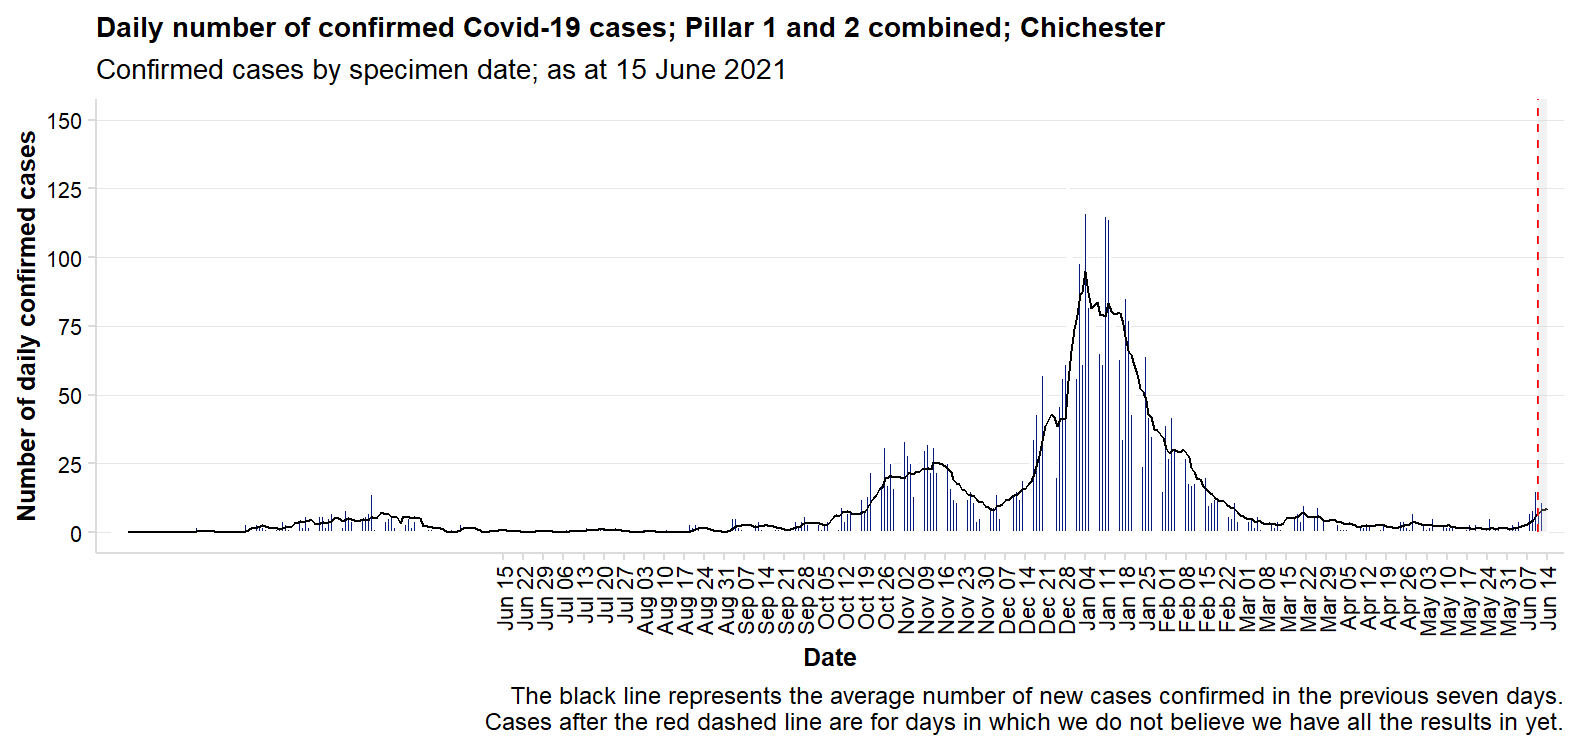 Daily number of confirmed Covid-19 cases; Pillar 1 and 2 combined; Chichester
Confirmed cases by specimen date; as at 15 June 2021
Number of daily confirmed cases
150
125
100
75
50
25
0
Jun 15
Jun 22
Jun 29
Jul 06
Jul 13
Jul 20
Jul 27
Aug 03
Aug 10
Aug 17
Aug 24
Aug 31
Sep 07
Sep 14
Sep 21
Sep 28
Oct 05
Oct 12
Oct 19
Oct 26
Nov 02
Nov 09
Nov 16
Nov 23
Nov 30
Dec 07
Dec 14
Dec 21
Dec 28
Jan 04
Jan 11
Jan 18
Jan 25
Feb 01
Feb 08
Feb 15
Feb 22
Mar 01
Mar 08
Mar 15
Mar 22
Mar 29
Apr 05
Apr 12
Apr 19
Apr 26
May 03
May 10
May 17
May 24
May 31
Jun 07
Jun 14
Date
The black line represents the average number of new cases confirmed in the previous seven days.
Cases after the red dashed line are for days in which we do not believe we have all the results in yet.